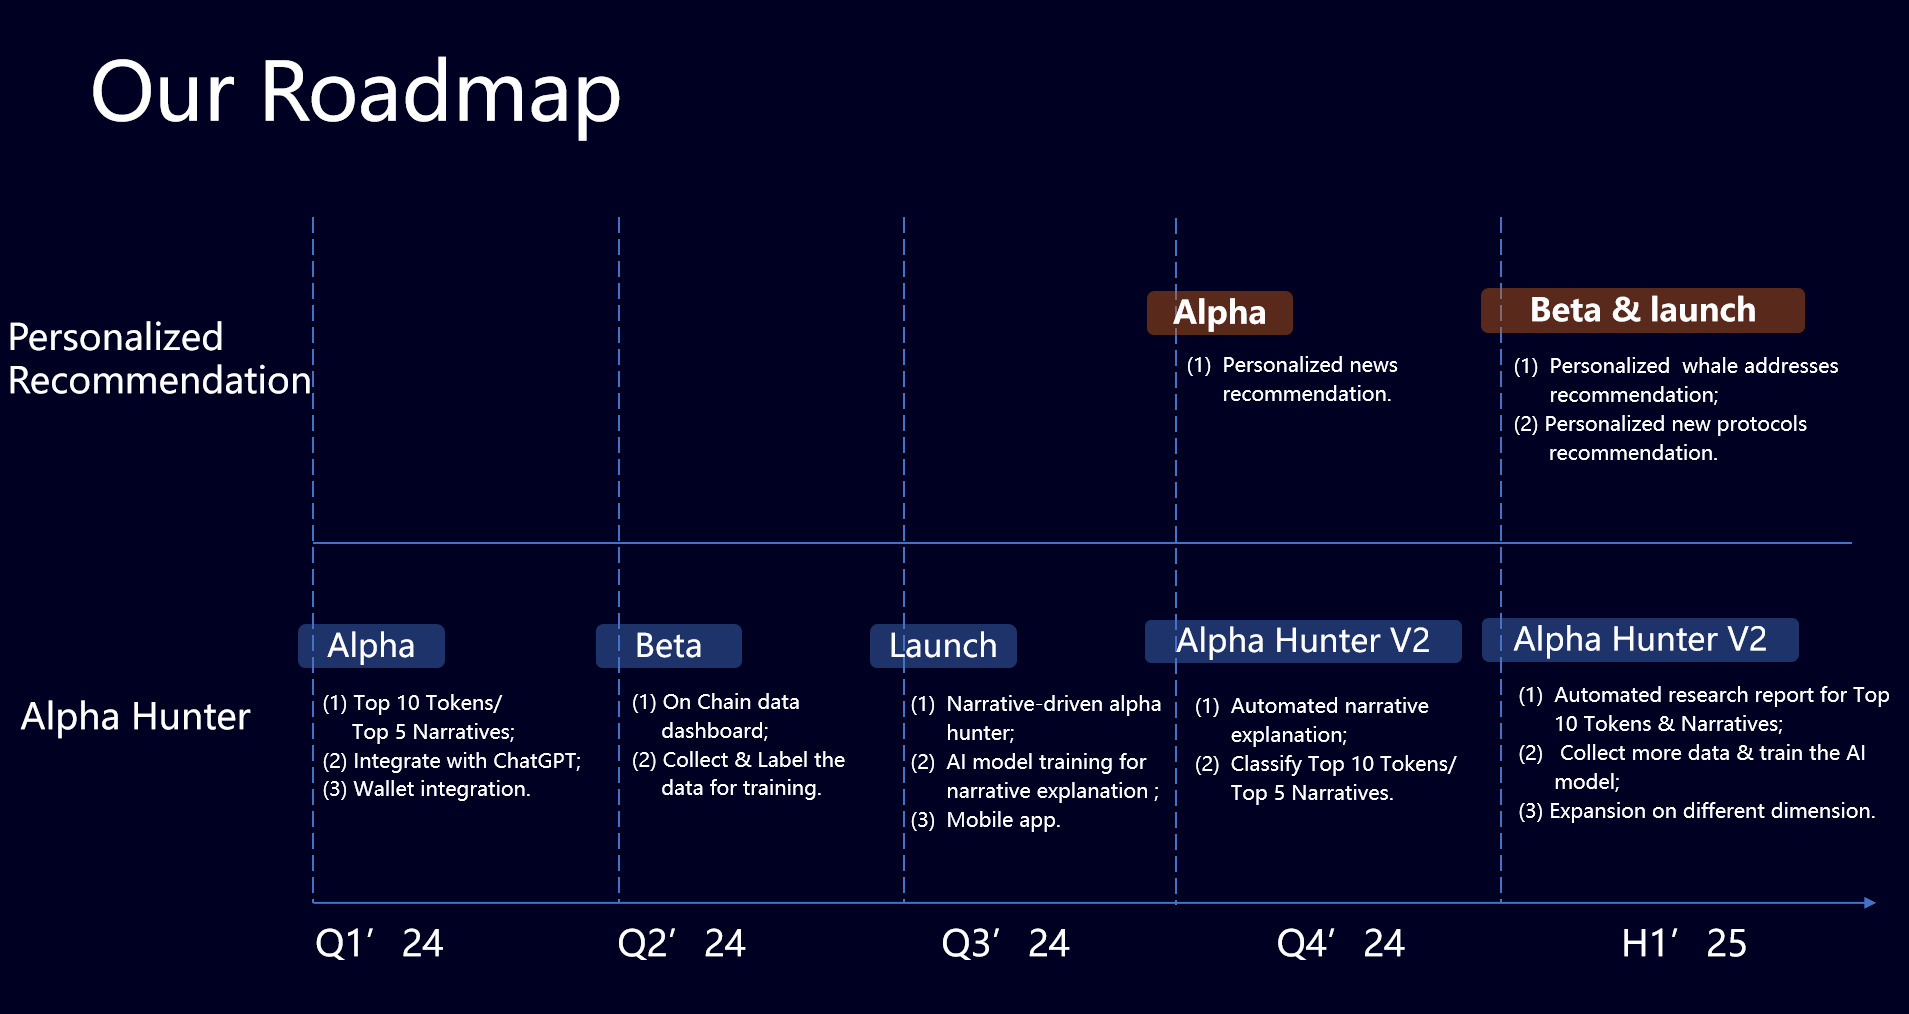 Our Roadmap
Personalized
Recommendation
Alpha
(1) Personalized news
recommendation.
Beta & launch
(1) Personalized whale addresses
recommendation;
(2) Personalized new protocols
recommendation.
Alpha Hunter
Alpha
(1) Top 10 Tokens/
Top 5 Narratives;
(2) Integrate with ChatGPT;
(3) Wallet integration.
Beta
(1) On Chain data
dashboard;
(2) Collect & Label the
data for training.
Launch
(1) Narrative-driven alpha
hunter;
(2) AI model training for
narrative explanation ;
(3) Mobile app.
Alpha Hunter V2
(1) Automated narrative
explanation;
(2) Classify Top 10 Tokens/
Top 5 Narratives.
Alpha Hunter V2
(1) Automated research report for Top
10 Tokens & Narratives;
(2) Collect more data & train the AI
model;
(3) Expansion on different dimension.
Q1’ 24
Q2’ 24
Q3’ 24
Q4’ 24
H1’ 25